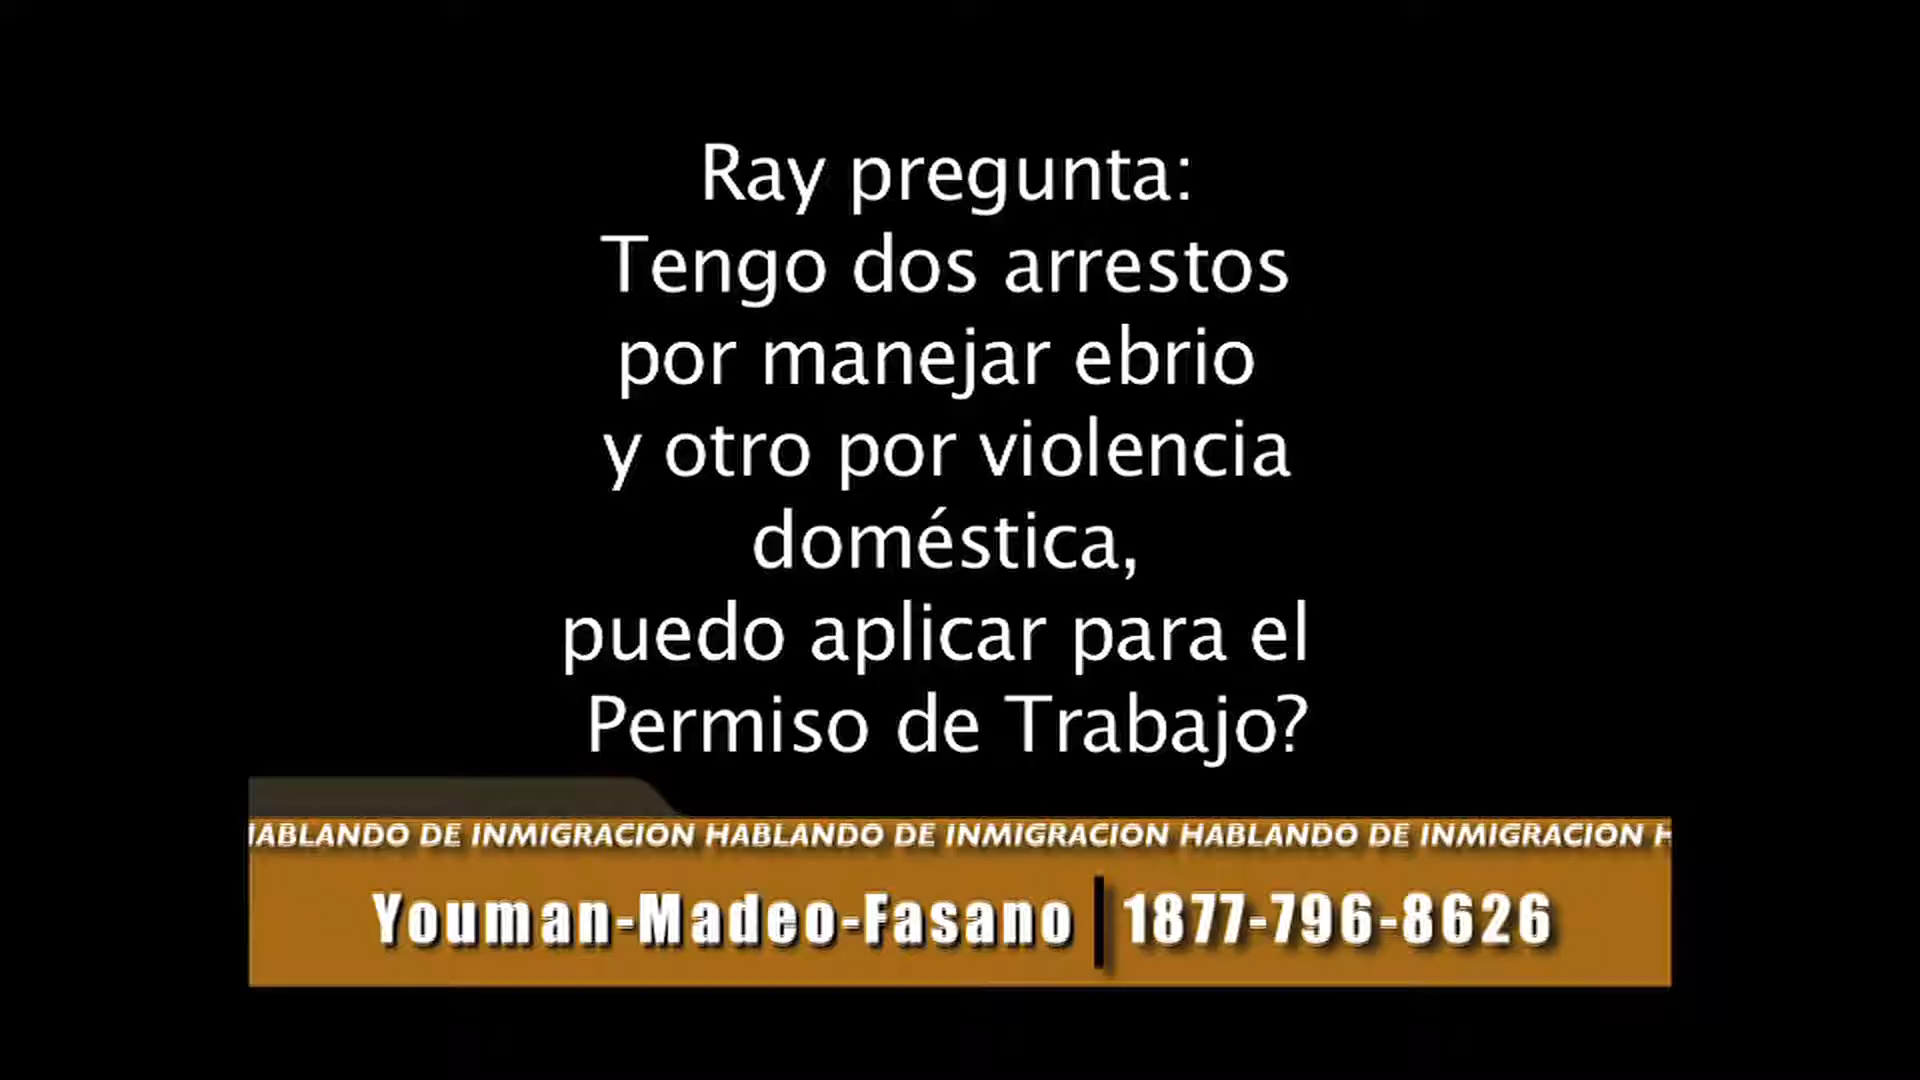 Ray pregunta:
Tengo dos arrestos
por manejar ebrio
y otro por violencia
doméstica,
puedo aplicar para el
Permiso de Trabajo?
HABLANDO DE INMIGRACION HABLANDO DE INMIGRACION HABLANDO DE INMIGRACION H
Youman-Madeo-Fasano | 1877-796-8626